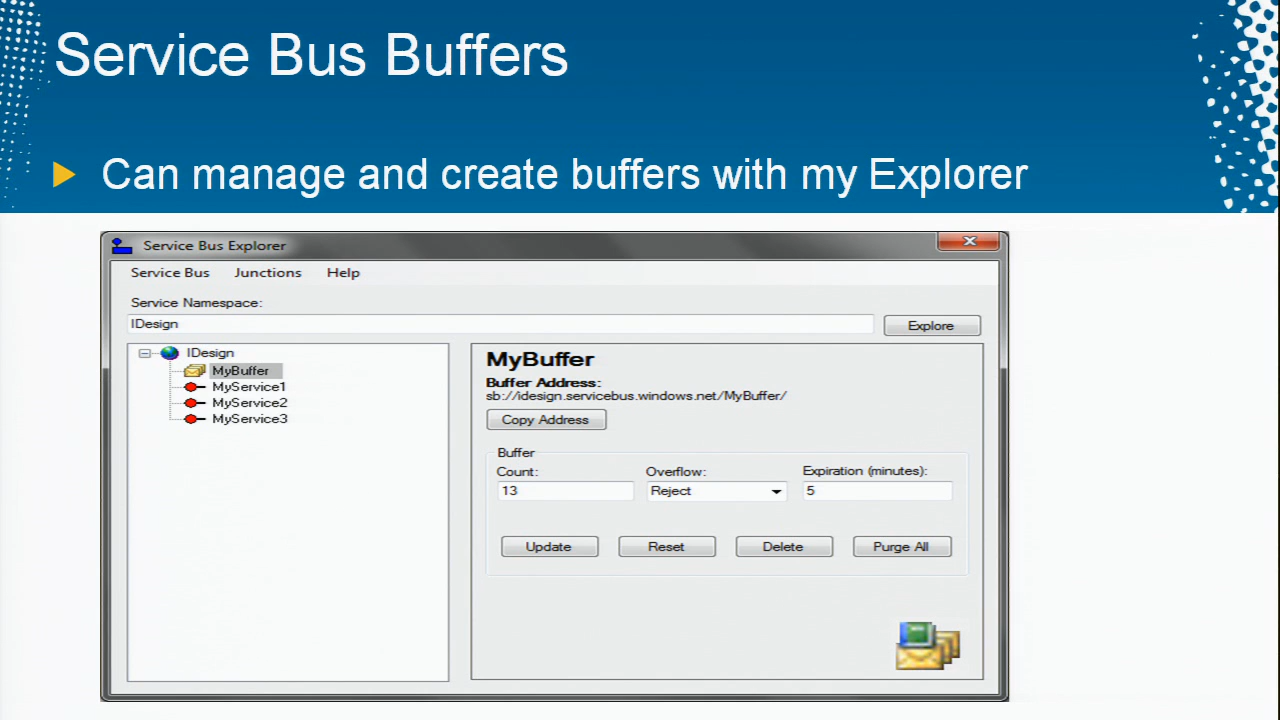 Service Bus Buffers
Can manage and create buffers with my Explorer
Service Bus Explorer
Service Bus Junctions Help
Service Namespace:
IDesign
Explore
IDesign
MyBuffer
MyService1
MyService2
MyService3
MyBuffer
Buffer Address:
sb://idesign.servicebus.windows.net/MyBuffer/
Copy Address
Buffer
Count: Overflow: Expiration (minutes):
13 Reject 5
Update Reset Delete Purge All